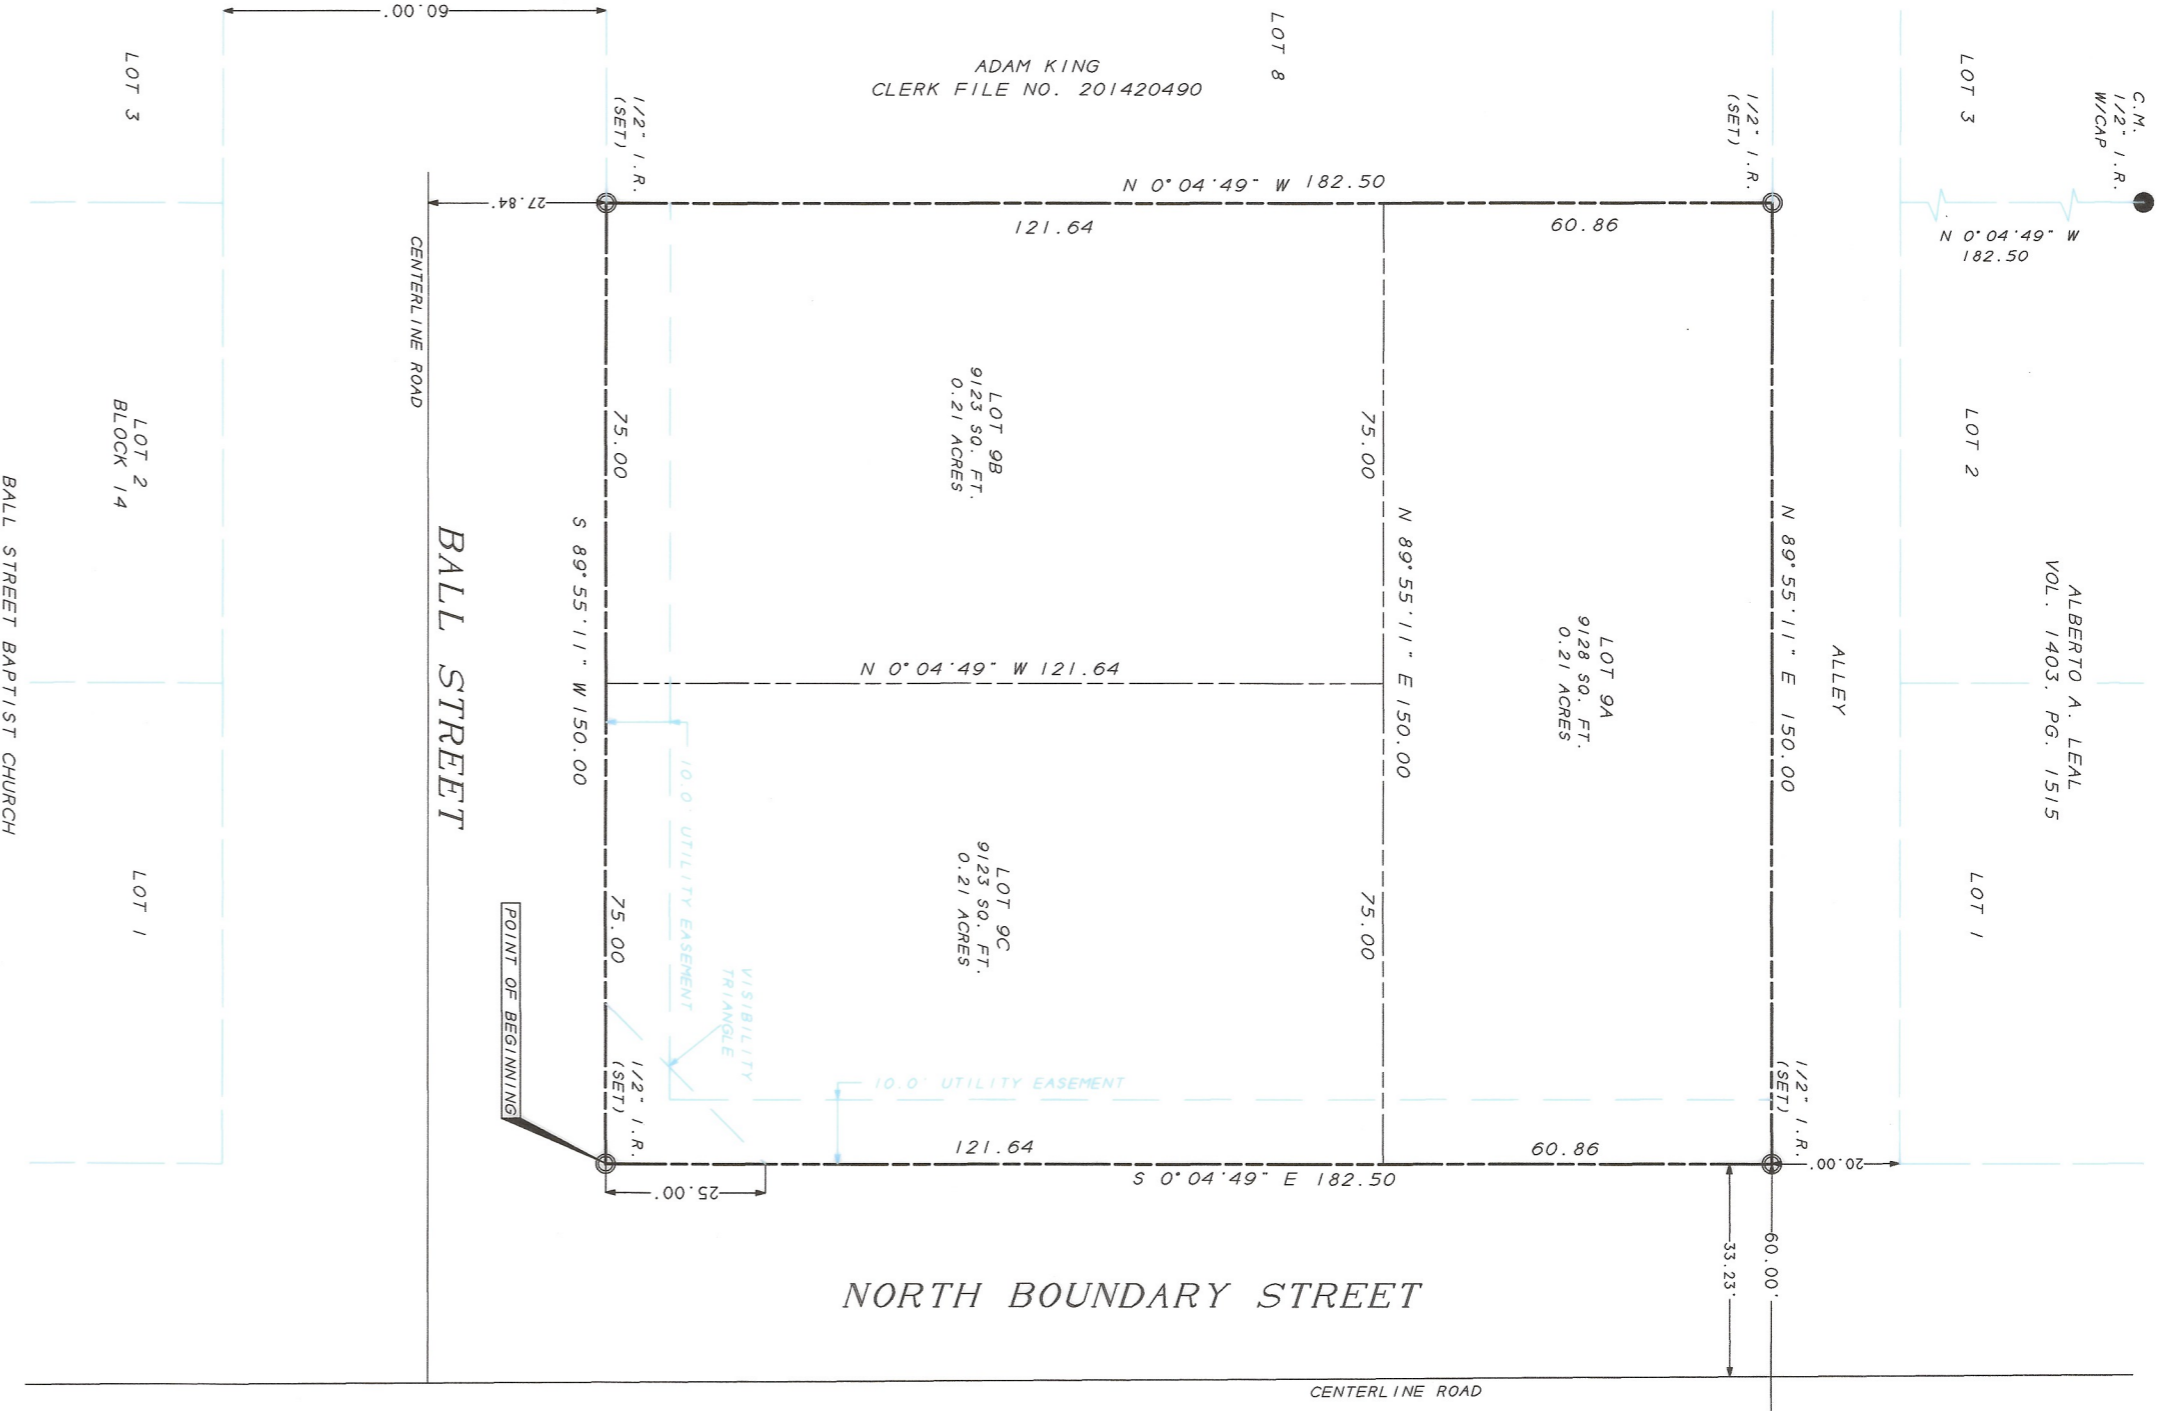 60.00'
LOT 3
LOT 8
ADAM KING
CLERK FILE NO. 201420490
1/2" I.R.
(SET)
1/2" I.R.
(SET)
LOT 3
C.M.
1/2" I.R.
W/CAP
N 0°04'49" W 182.50
121.64
60.86
27.84'
N 0°04'49" W
182.50
CENTERLINE ROAD
LOT 2
BLOCK 14
BALL STREET BAPTIST CHURCH
LOT 1
BALL STREET
75.00
S 89°55'11" W 150.00
75.00
LOT 9B
9123 SQ. FT.
0.21 ACRES
75.00
N 89°55'11" E 150.00
75.00
LOT 9A
9128 SQ. FT.
0.21 ACRES
N 89°55'11" E 150.00
ALLEY
LOT 2
ALBERTO A. LEAL
VOL. 1403, PG. 1515
LOT 1
N 0°04'49" W 121.64
10.0' UTILITY EASEMENT
LOT 9C
9123 SQ. FT.
0.21 ACRES
VISIBILITY
TRIANGLE
POINT OF BEGINNING
1/2" I.R.
(SET)
10.0' UTILITY EASEMENT
1/2" I.R.
(SET)
121.64
60.86
20.00'
S 0°04'49" E 182.50
25.00'
60.00'
33.23'
NORTH BOUNDARY STREET
CENTERLINE ROAD